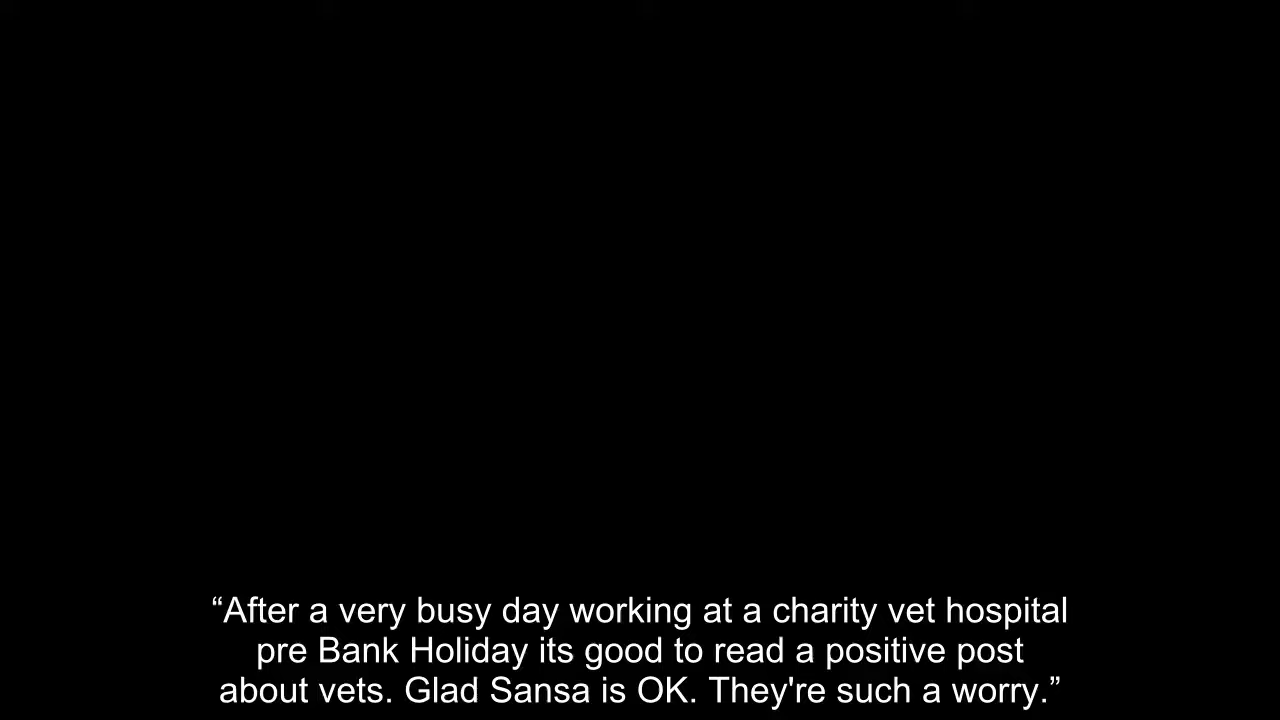 “After a very busy day working at a charity vet hospital
pre Bank Holiday its good to read a positive post
about vets. Glad Sansa is OK. They're such a worry.”